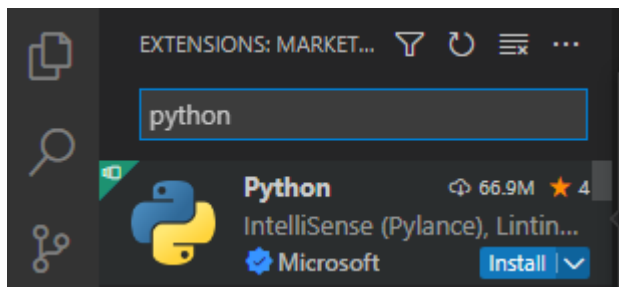 EXTENSIONS: MARKET...
python
Python 66.9M 4
IntelliSense (Pylance), Lintin...
Microsoft Install